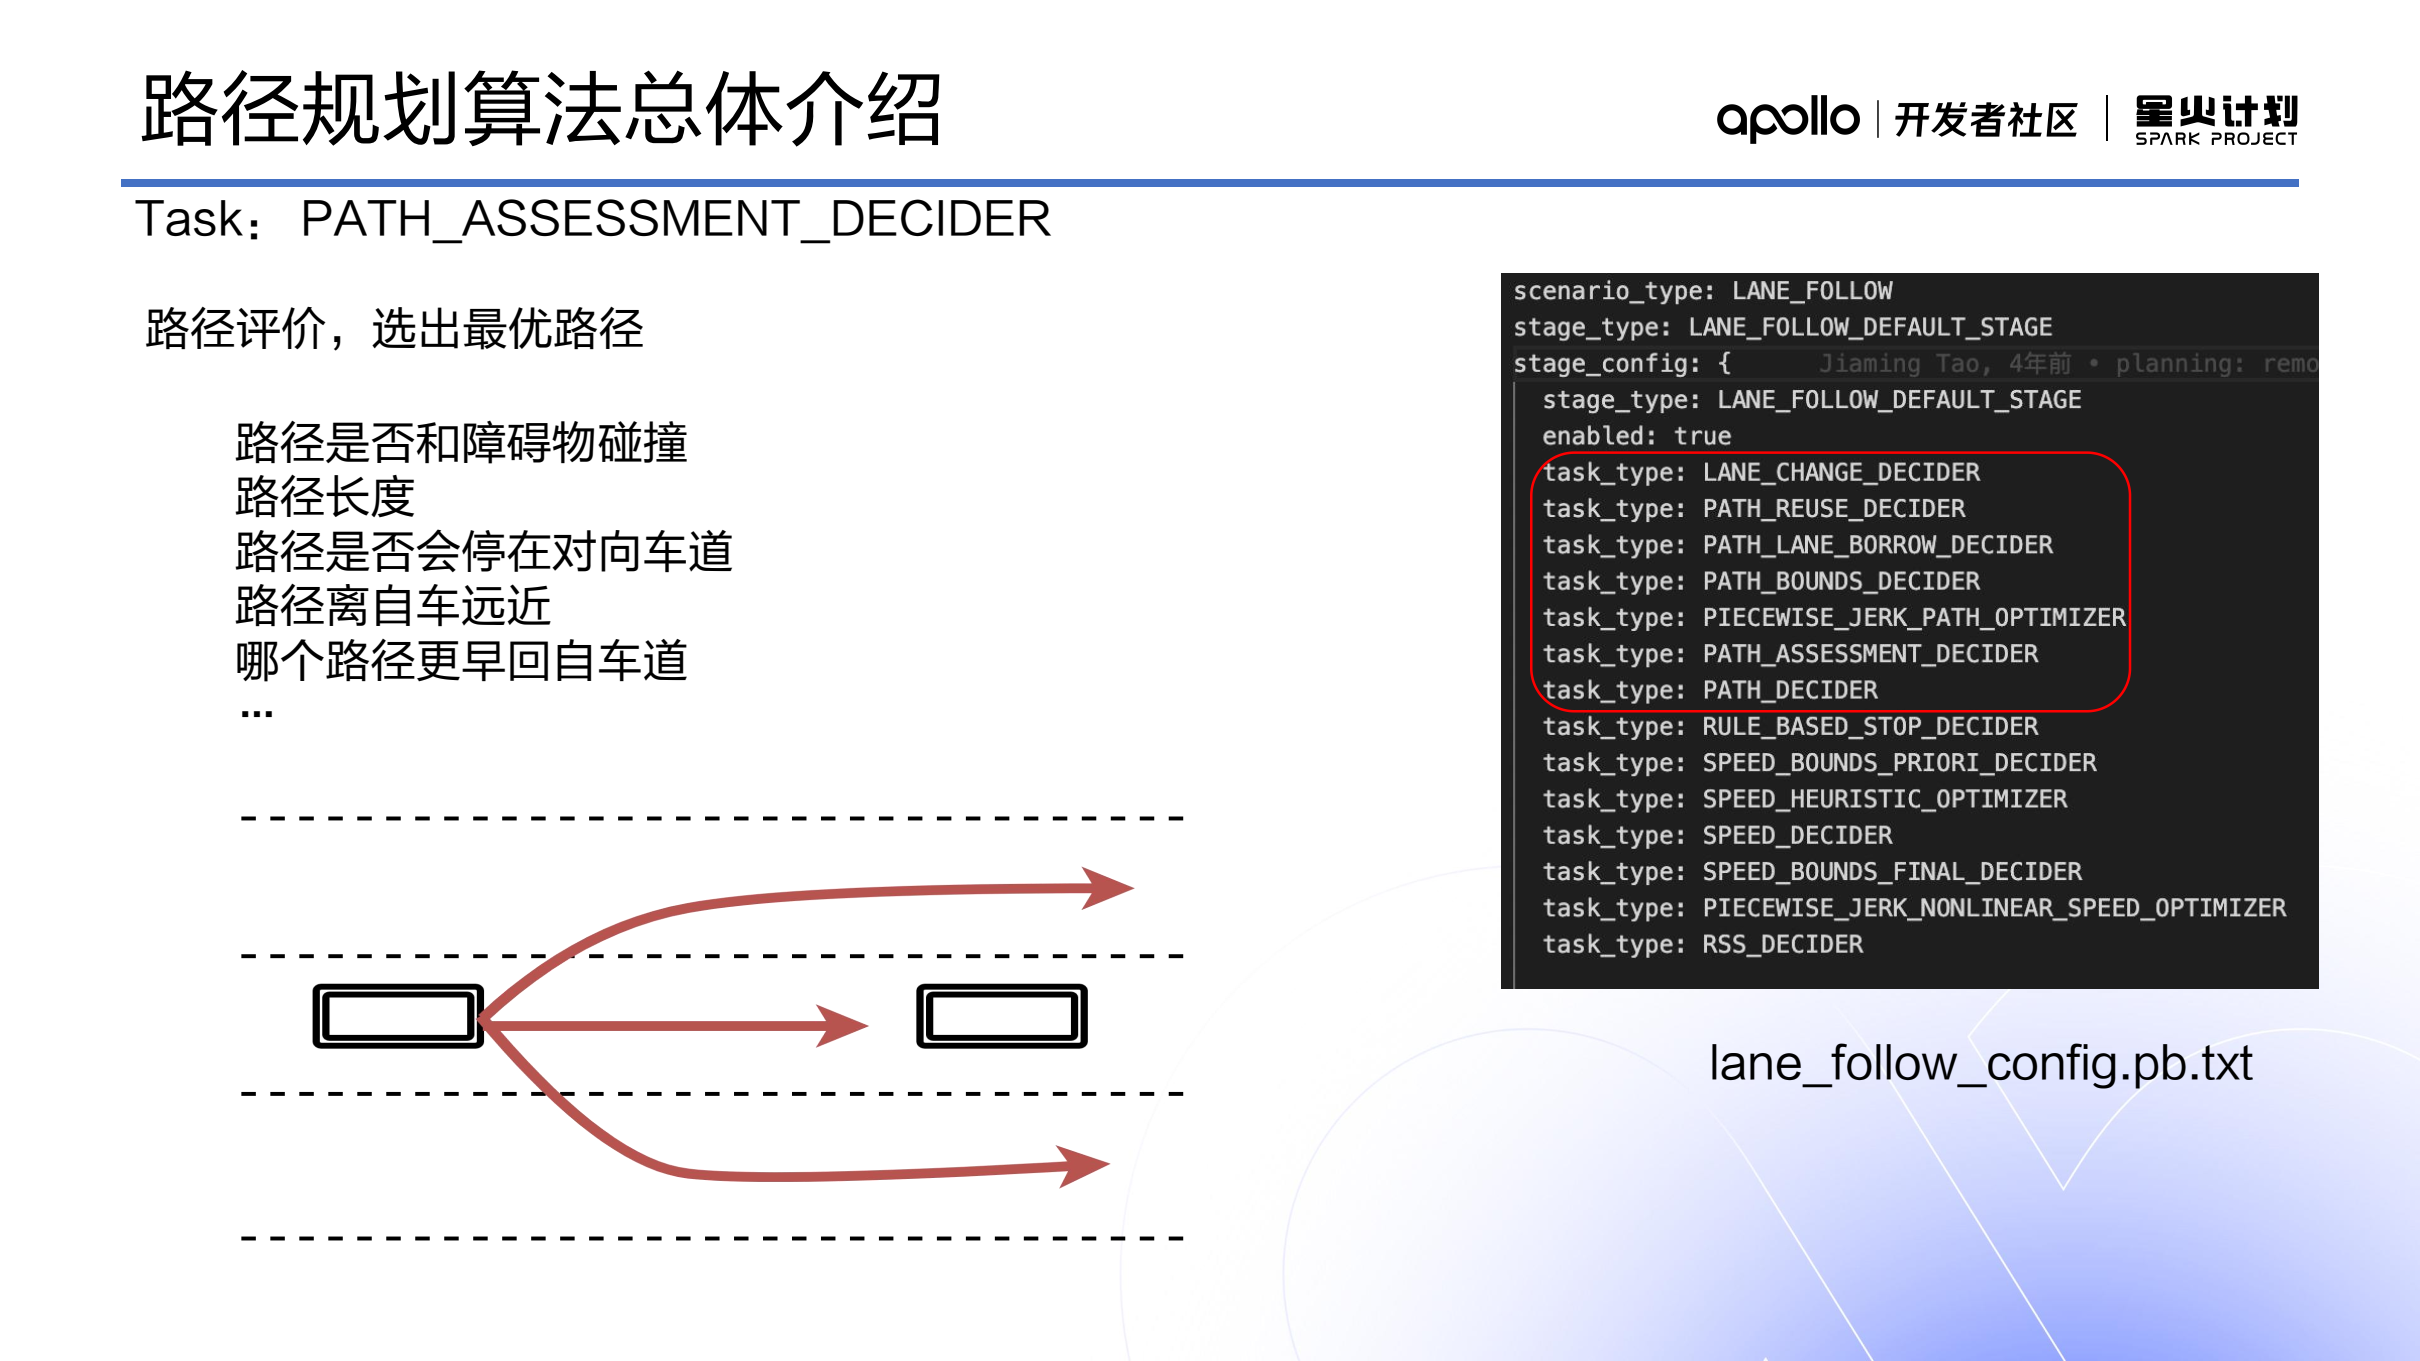 路径规划算法总体介绍
apollo 开发者社区 星火计划
SPARK PROJECT
Task： PATH_ASSESSMENT_DECIDER
路径评价，选出最优路径
路径是否和障碍物碰撞
路径长度
路径是否会停在对向车道
路径离自车远近
哪个路径更早回自车道
...
scenario_type: LANE_FOLLOW
stage_type: LANE_FOLLOW_DEFAULT_STAGE
stage_config: { Jiaming Tao, 4年前 • planning: remo
stage_type: LANE_FOLLOW_DEFAULT_STAGE
enabled: true
task_type: LANE_CHANGE_DECIDER
task_type: PATH_REUSE_DECIDER
task_type: PATH_LANE_BORROW_DECIDER
task_type: PATH_BOUNDS_DECIDER
task_type: PIECEWISE_JERK_PATH_OPTIMIZER
task_type: PATH_ASSESSMENT_DECIDER
task_type: PATH_DECIDER
task_type: RULE_BASED_STOP_DECIDER
task_type: SPEED_BOUNDS_PRIORI_DECIDER
task_type: SPEED_HEURISTIC_OPTIMIZER
task_type: SPEED_DECIDER
task_type: SPEED_BOUNDS_FINAL_DECIDER
task_type: PIECEWISE_JERK_NONLINEAR_SPEED_OPTIMIZER
task_type: RSS_DECIDER
lane_follow_config.pb.txt